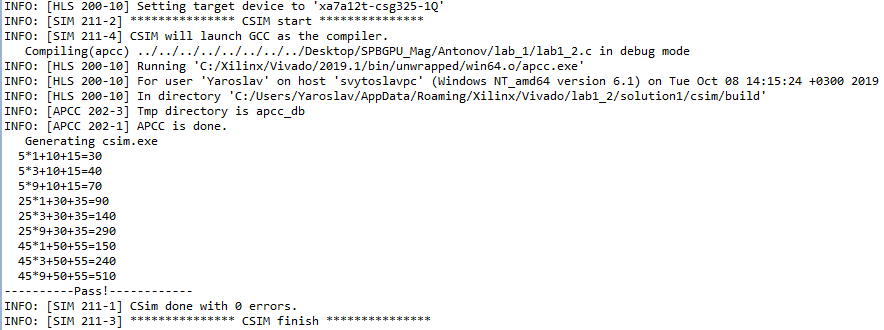 INFO: [HLS 200-10] Setting target device to 'xa7a12t-csg325-1Q'
INFO: [SIM 211-2] *************** CSIM start ***************
INFO: [SIM 211-4] CSIM will launch GCC as the compiler.
Compiling(apcc) ../../../../../../../Desktop/SPBGPU_Mag/Antonov/lab_1/lab1_2.c in debug mode
INFO: [HLS 200-10] Running 'C:/Xilinx/Vivado/2019.1/bin/unwrapped/win64.o/apcc.exe'
INFO: [HLS 200-10] For user 'Yaroslav' on host 'svytoslavpc' (Windows NT_amd64 version 6.1) on Tue Oct 08 14:15:24 +0300 2019
INFO: [HLS 200-10] In directory 'C:/Users/Yaroslav/AppData/Roaming/Xilinx/Vivado/lab1_2/solution1/csim/build'
INFO: [APCC 202-3] Tmp directory is apcc_db
INFO: [APCC 202-1] APCC is done.
Generating csim.exe
5*1+10+15=30
5*3+10+15=40
5*9+10+15=70
25*1+30+35=90
25*3+30+35=140
25*9+30+35=290
45*1+50+55=150
45*3+50+55=240
45*9+50+55=510
----------Pass!------------
INFO: [SIM 211-1] CSim done with 0 errors.
INFO: [SIM 211-3] *************** CSIM finish ***************